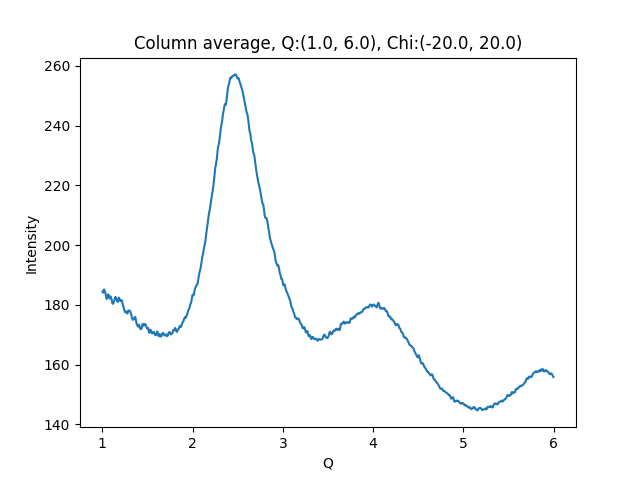 Column average, Q:(1.0, 6.0), Chi:(-20.0, 20.0)
260
240
220
200
180
160
140
Intensity
1 2 3 4 5 6
Q